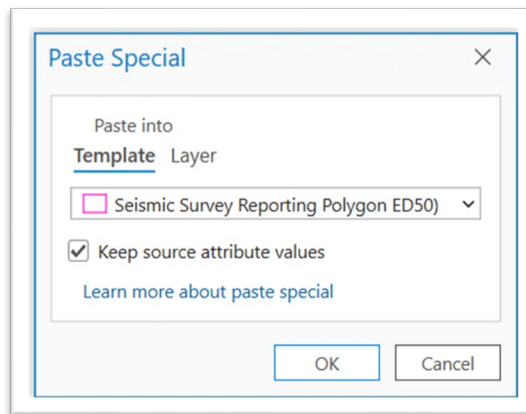 Paste Special
Paste into
Template Layer
Seismic Survey Reporting Polygon ED50)
Keep source attribute values
Learn more about paste special
OK Cancel